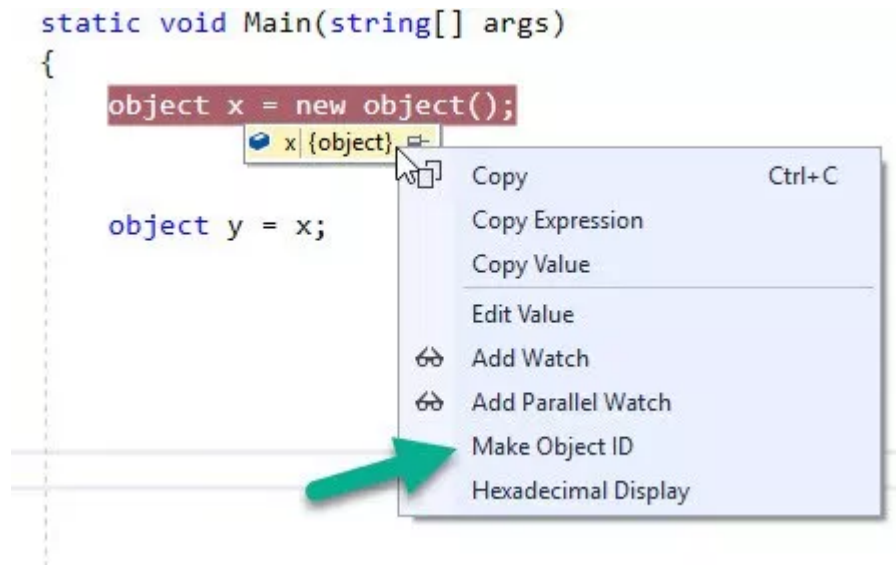 static void Main(string[] args)
{
object x = new object();
x {object}
Copy Ctrl+C
Copy Expression
object y = x;
Copy Value
Edit Value
Add Watch
Add Parallel Watch
Make Object ID
Hexadecimal Display